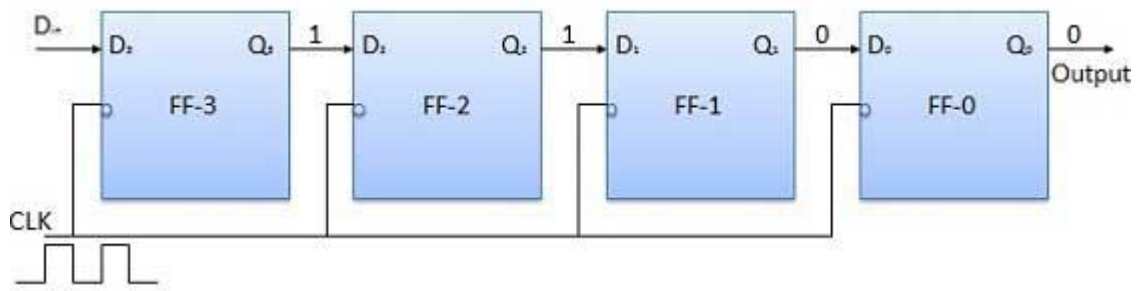 D
D₃ Q₃ 1 D₂ Q₂ 1 D₁ Q₁ 0 D₀ Q₀ 0
Output
FF-3 FF-2 FF-1 FF-0
CLK